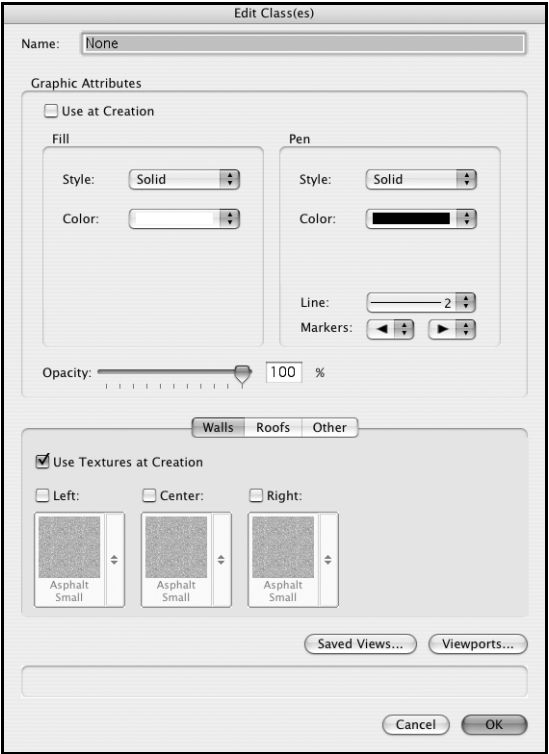 Edit Class(es)
Name: None
Graphic Attributes
Use at Creation
Fill
Pen
Style: Solid
Style: Solid
Color:
Color:
Line: 2
Markers:
Opacity: 100 %
Walls Roofs Other
Use Textures at Creation
Left: Center: Right:
Asphalt Small
Asphalt Small
Asphalt Small
Saved Views... Viewports...
Cancel OK